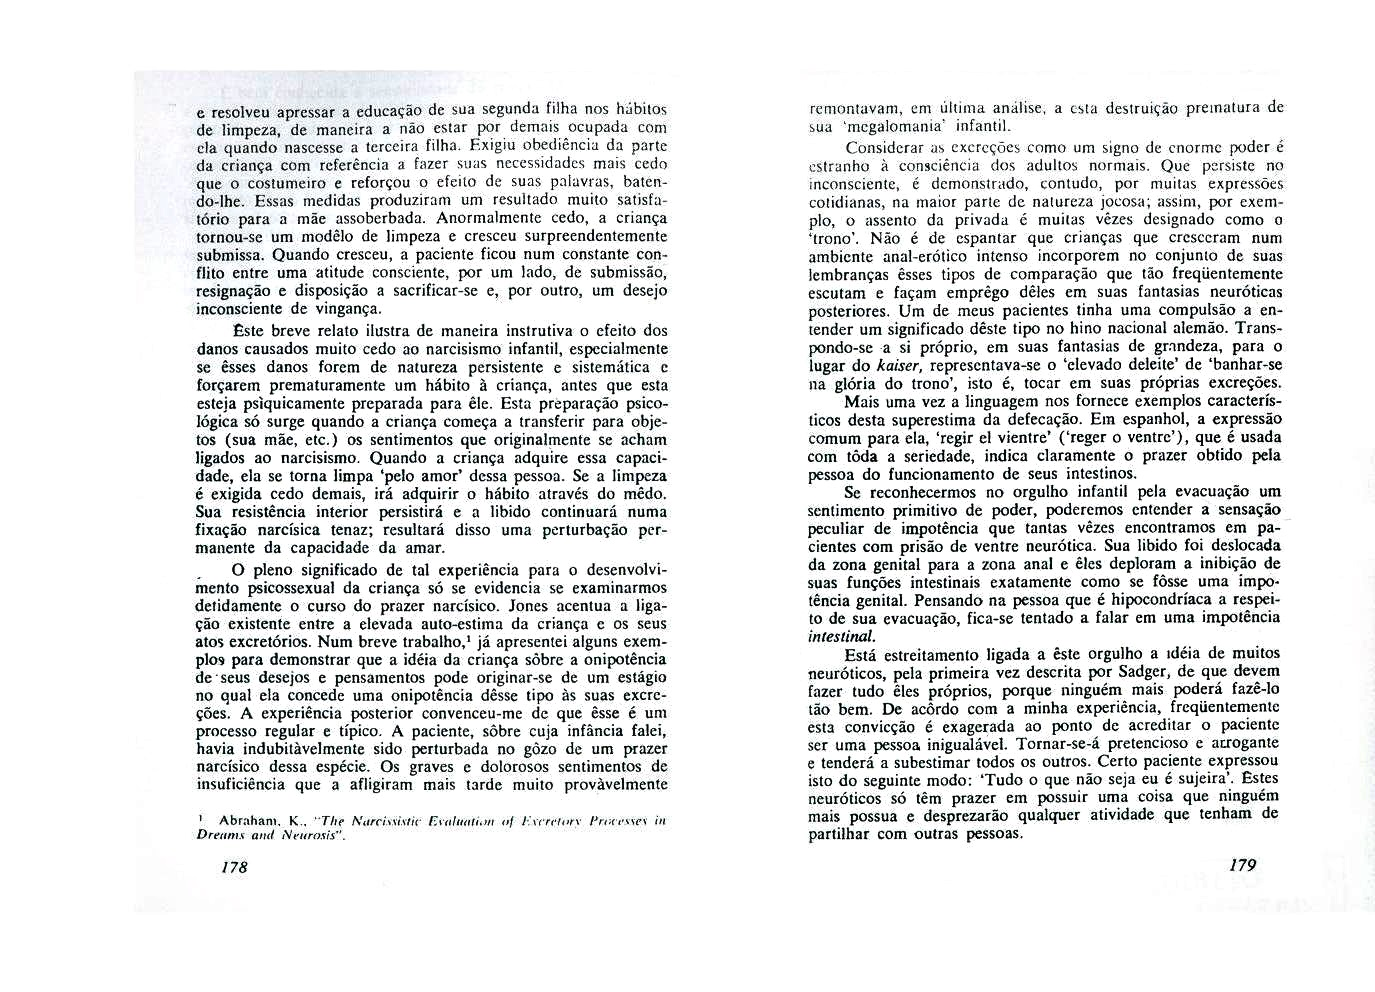 e resolveu apressar a educação de sua segunda filha nos hábitos
de limpeza, de maneira a não estar por demais ocupada com
ela quando nascesse a terceira filha. Exigiu obediência da parte
da criança com referência a fazer suas necessidades mais cedo
que o costumeiro e reforçou o efeito de suas palavras, baten-
do-lhe. Essas medidas produziram um resultado muito satisfa-
tório para a mãe assoberbada. Anormalmente cedo, a criança
tornou-se um modêlo de limpeza e cresceu surpreendentemente
submissa. Quando cresceu, a paciente ficou num constante con-
flito entre uma atitude consciente, por um lado, de submissão,
resignação e disposição a sacrificar-se e, por outro, um desejo
inconsciente de vingança.
Êste breve relato ilustra de maneira instrutiva o efeito dos
danos causados muito cedo ao narcisismo infantil, especialmente
se êsses danos forem de natureza persistente e sistemática e
forçarem prematuramente um hábito à criança, antes que esta
esteja psìquicamente preparada para êle. Esta preparação psico-
lógica só surge quando a criança começa a transferir para obje-
tos (sua mãe, etc.) os sentimentos que originalmente se acham
ligados ao narcisismo. Quando a criança adquire essa capaci-
dade, ela se torna limpa ‘pelo amor’ dessa pessoa. Se a limpeza
é exigida cedo demais, irá adquirir o hábito através do mêdo.
Sua resistência interior persistirá e a libido continuará numa
fixação narcísica tenaz; resultará disso uma perturbação per-
manente da capacidade da amar.
O pleno significado de tal experiência para o desenvolvi-
mento psicossexual da criança só se evidencia se examinarmos
detidamente o curso do prazer narcísico. Jones acentua a liga-
ção existente entre a elevada auto-estima da criança e os seus
atos excretórios. Num breve trabalho,¹ já apresentei alguns exem-
plos para demonstrar que a idéia da criança sôbre a onipotência
de seus desejos e pensamentos pode originar-se de um estágio
no qual ela concede uma onipotência dêsse tipo às suas excre-
ções. A experiência posterior convenceu-me de que êsse é um
processo regular e típico. A paciente, sôbre cuja infância falei,
havia indubitàvelmente sido perturbada no gôzo de um prazer
narcísico dessa espécie. Os graves e dolorosos sentimentos de
insuficiência que a afligiram mais tarde muito provàvelmente
¹ Abraham, K., "The Narcissistic Evaluation of Excretory Processes in
Dreams and Neurosis".
178
remontavam, em última análise, a esta destruição prematura de
sua ‘megalomania’ infantil.
Considerar as excreções como um signo de enorme poder é
estranho à consciência dos adultos normais. Que persiste no
inconsciente, é demonstrado, contudo, por muitas expressões
cotidianas, na maior parte de natureza jocosa; assim, por exem-
plo, o assento da privada é muitas vêzes designado como o
‘trono’. Não é de espantar que crianças que cresceram num
ambiente anal-erótico intenso incorporem no conjunto de suas
lembranças êsses tipos de comparação que tão freqüentemente
escutam e façam emprêgo dêles em suas fantasias neuróticas
posteriores. Um de meus pacientes tinha uma compulsão a en-
tender um significado dêste tipo no hino nacional alemão. Trans-
pondo-se a si próprio, em suas fantasias de grandeza, para o
lugar do kaiser, representava-se o ‘elevado deleite’ de ‘banhar-se
na glória do trono’, isto é, tocar em suas próprias excreções.
Mais uma vez a linguagem nos fornece exemplos caracterís-
ticos desta superestima da defecação. Em espanhol, a expressão
comum para ela, ‘regir el vientre’ (‘reger o ventre’), que é usada
com tôda a seriedade, indica claramente o prazer obtido pela
pessoa do funcionamento de seus intestinos.
Se reconhecermos no orgulho infantil pela evacuação um
sentimento primitivo de poder, poderemos entender a sensação
peculiar de impotência que tantas vêzes encontramos em pa-
cientes com prisão de ventre neurótica. Sua libido foi deslocada
da zona genital para a zona anal e êles deploram a inibição de
suas funções intestinais exatamente como se fôsse uma impo-
tência genital. Pensando na pessoa que é hipocondríaca a respei-
to de sua evacuação, fica-se tentado a falar em uma impotência
intestinal.
Está estreitamento ligada a êste orgulho a idéia de muitos
neuróticos, pela primeira vez descrita por Sadger, de que devem
fazer tudo êles próprios, porque ninguém mais poderá fazê-lo
tão bem. De acôrdo com a minha experiência, freqüentemente
esta convicção é exagerada ao ponto de acreditar o paciente
ser uma pessoa inigualável. Tornar-se-á pretencioso e arrogante
e tenderá a subestimar todos os outros. Certo paciente expressou
isto do seguinte modo: ‘Tudo o que não seja eu é sujeira’. Êstes
neuróticos só têm prazer em possuir uma coisa que ninguém
mais possua e desprezarão qualquer atividade que tenham de
partilhar com outras pessoas.
179